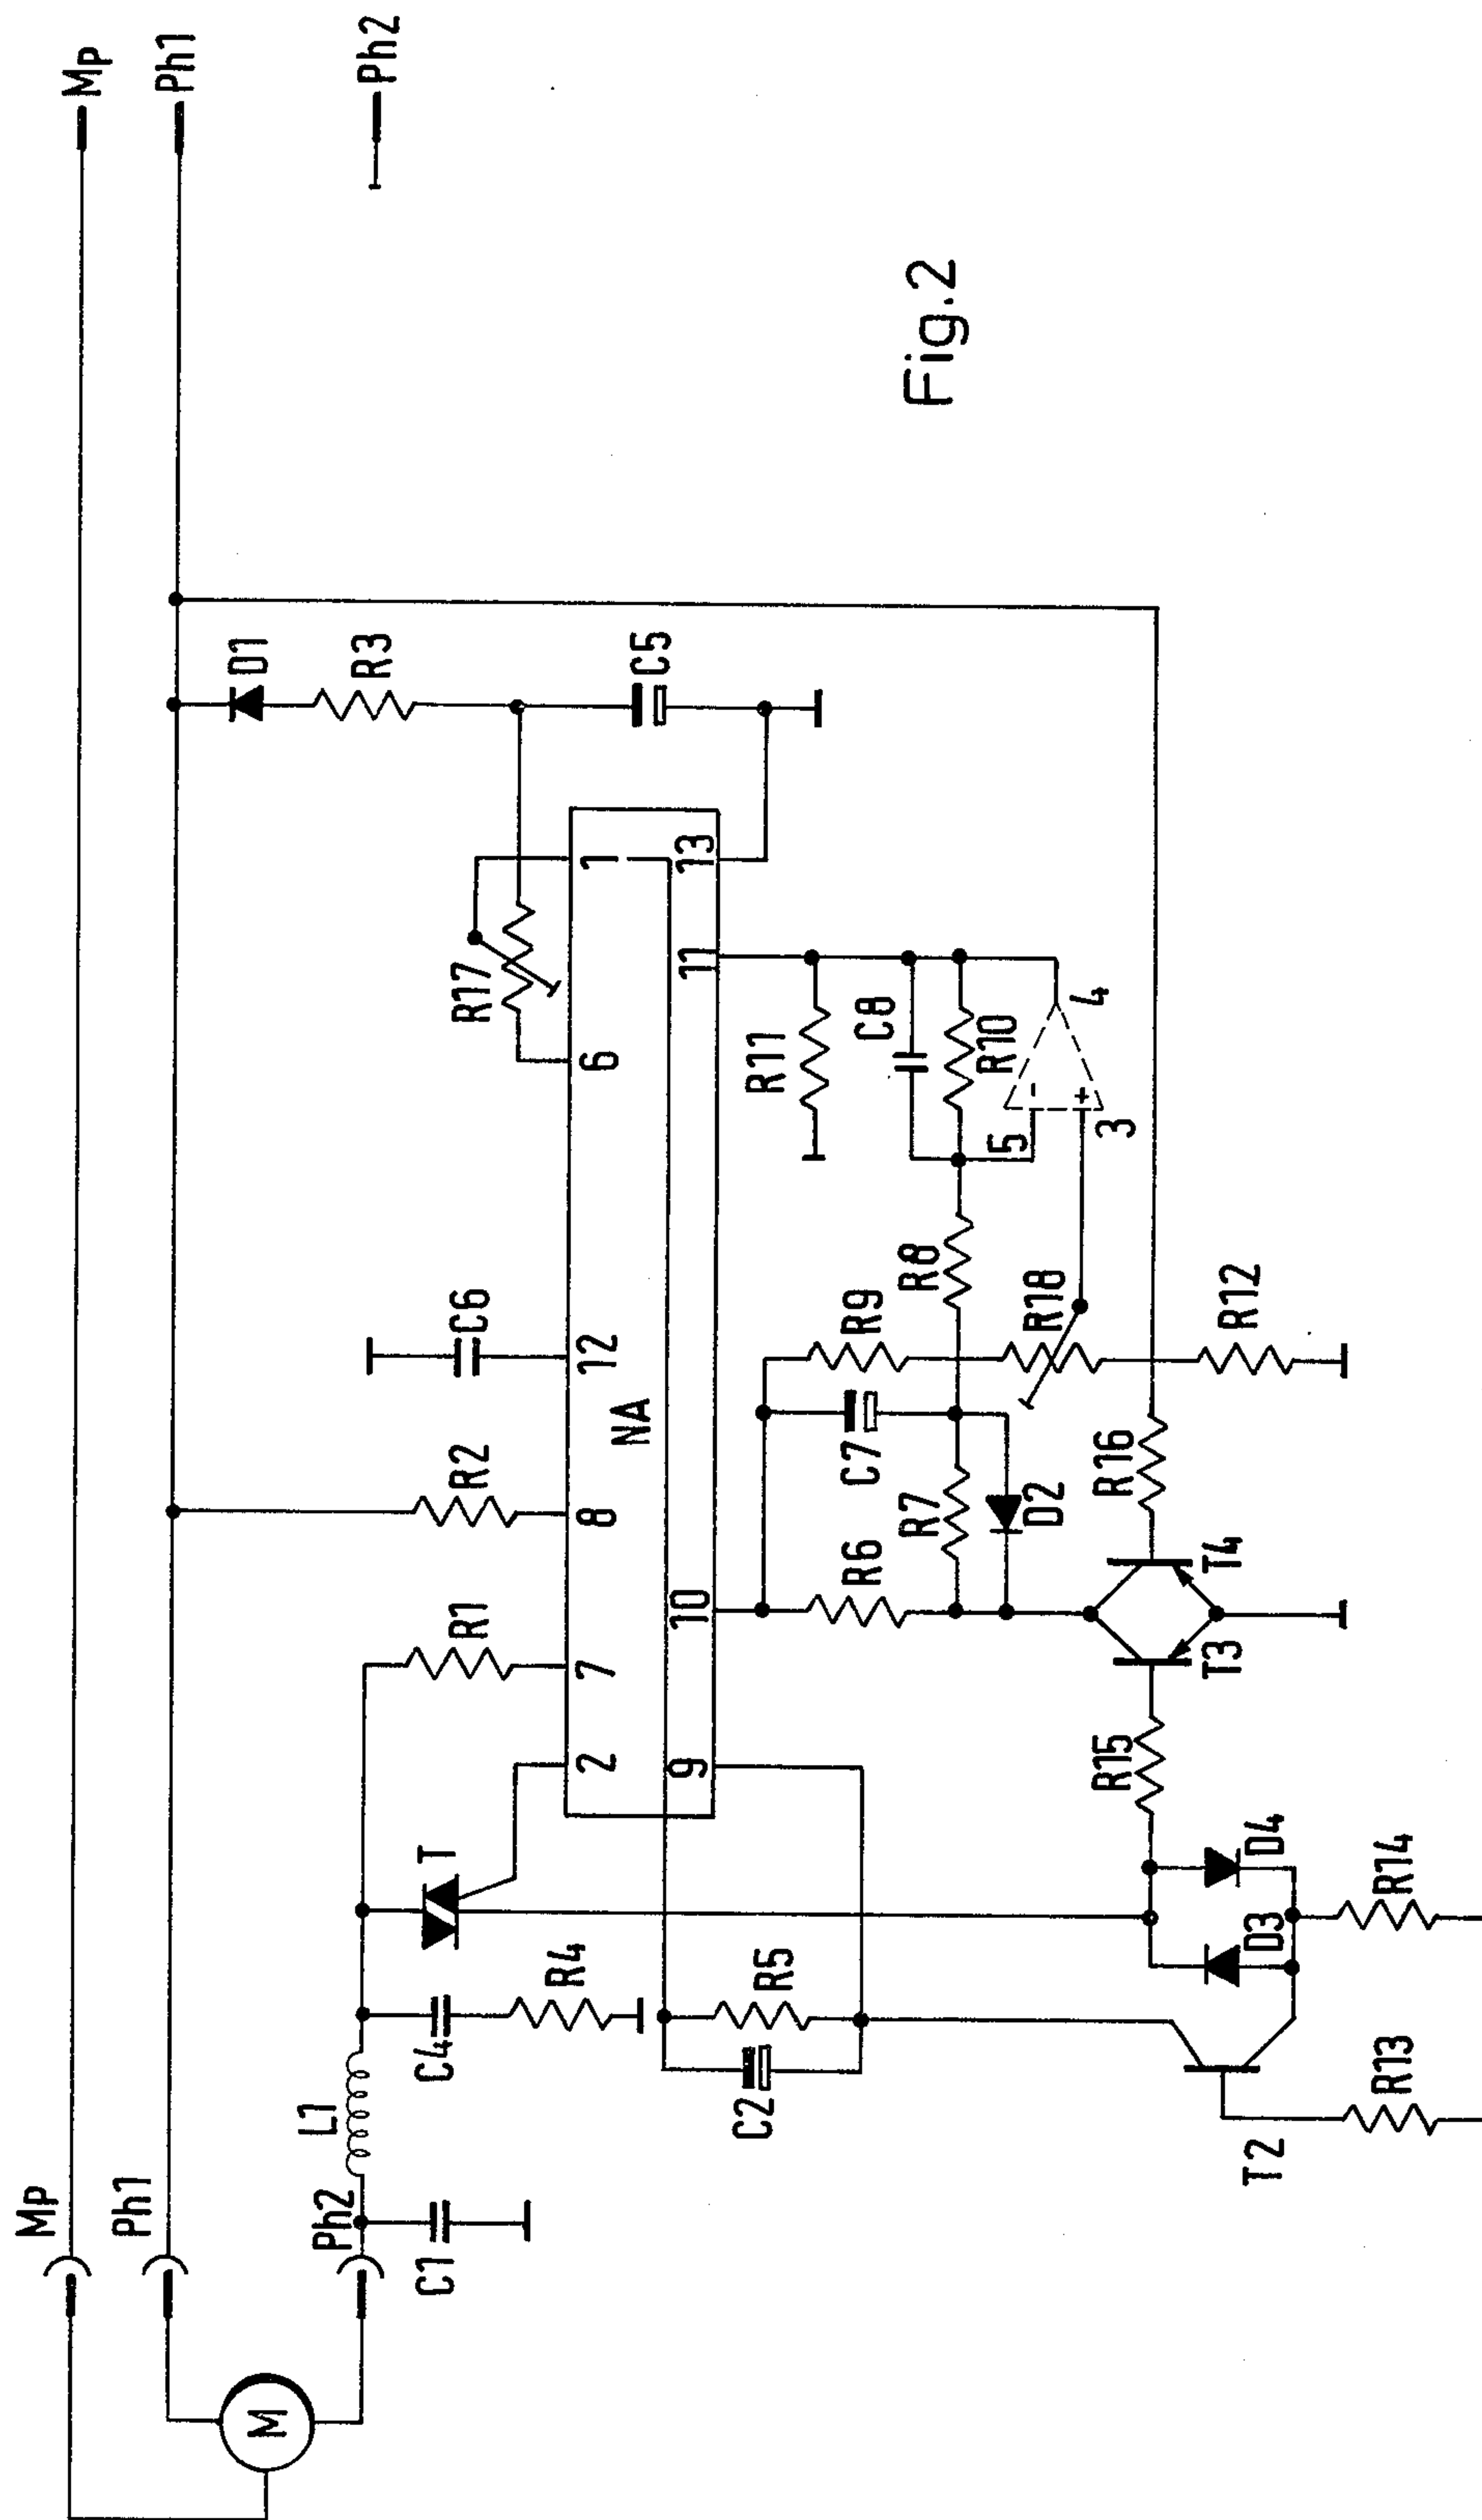 Mp
Mp
Ph1
Ph1
D1
R3
Ph2
L1
Ph2
Ph2
M
T
R1
R2
C6
R17
C1
C4
R4
2
7
8
12
6
1
C5
NA
9
10
11
13
C2
R5
R6
C7
R9
R11
C8
R7
R8
R10
D2
R18
5
-
+
4
3
R15
R16
T3
T4
R12
T2
D3
D4
R13
R14
Fig.2